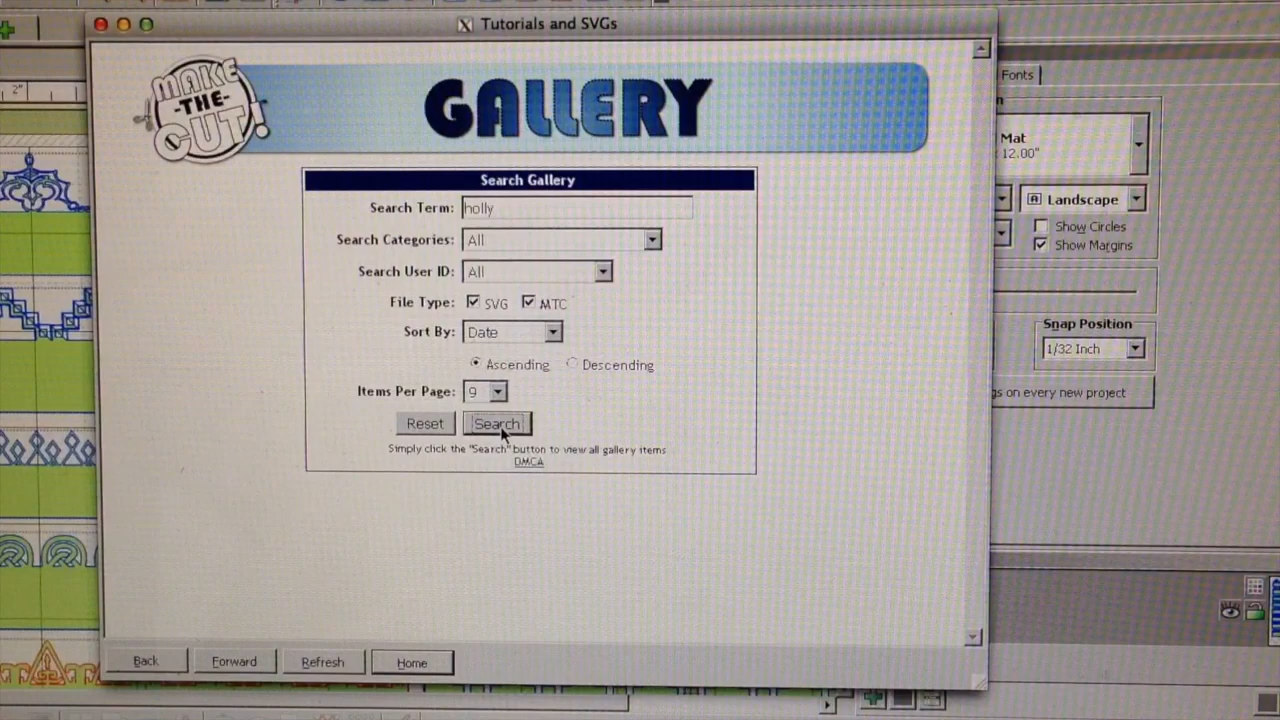 Tutorials and SVGs
2"
MAKE
-THE-
CUT!
GALLERY
Fonts
Mat
12.00"
Landscape
Show Circles
Show Margins
Snap Position
1/32 Inch
on every new project
Search Gallery
Search Term: holly
Search Categories: All
Search User ID: All
File Type: SVG MTC
Sort By: Date
Ascending Descending
Items Per Page: 9
Reset Search
Simply click the "Search" button to view all gallery items
DMCA
Back Forward Refresh Home